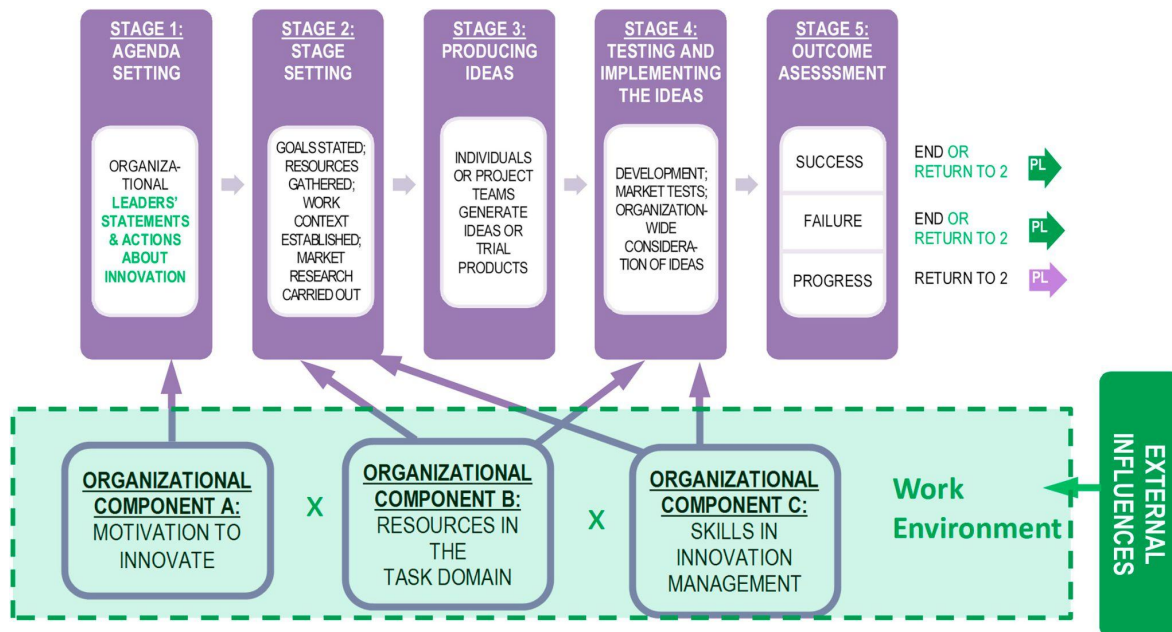 STAGE 1:
AGENDA
SETTING
ORGANIZA-
TIONAL
LEADERS'
STATEMENTS
& ACTIONS
ABOUT
INNOVATION
STAGE 2:
STAGE
SETTING
GOALS STATED;
RESOURCES
GATHERED;
WORK
CONTEXT
ESTABLISHED;
MARKET
RESEARCH
CARRIED OUT
STAGE 3:
PRODUCING
IDEAS
INDIVIDUALS
OR PROJECT
TEAMS
GENERATE
IDEAS OR
TRIAL
PRODUCTS
STAGE 4:
TESTING AND
IMPLEMENTING
THE IDEAS
DEVELOPMENT;
MARKET TESTS;
ORGANIZATION-
WIDE
CONSIDERA-
TION OF IDEAS
STAGE 5:
OUTCOME
ASESSSMENT
SUCCESS
FAILURE
PROGRESS
END OR
RETURN TO 2
PL
END OR
RETURN TO 2
PL
RETURN TO 2
PL
ORGANIZATIONAL
COMPONENT A:
MOTIVATION TO
INNOVATE
X
ORGANIZATIONAL
COMPONENT B:
RESOURCES IN
THE
TASK DOMAIN
X
ORGANIZATIONAL
COMPONENT C:
SKILLS IN
INNOVATION
MANAGEMENT
Work
Environment
EXTERNAL
INFLUENCES